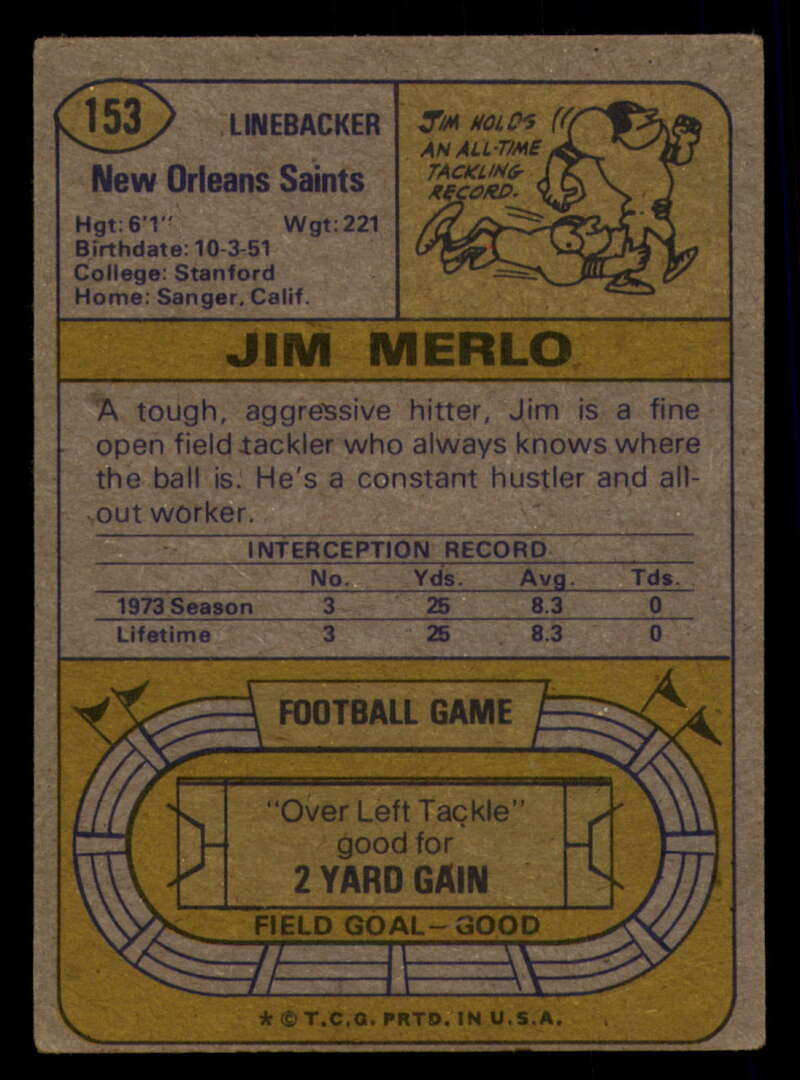 153
LINEBACKER
New Orleans Saints
Hgt: 6'1" Wgt: 221
Birthdate: 10-3-51
College: Stanford
Home: Sanger, Calif.
JIM HOLDS
AN ALL-TIME
TACKLING
RECORD.
JIM MERLO
A tough, aggressive hitter, Jim is a fine
open field tackler who always knows where
the ball is. He's a constant hustler and all-
out worker.
INTERCEPTION RECORD
No. Yds. Avg. Tds.
1973 Season 3 25 8.3 0
Lifetime 3 25 8.3 0
FOOTBALL GAME
"Over Left Tackle"
good for
2 YARD GAIN
FIELD GOAL—GOOD
* © T.C.G. PRTD. IN U.S.A.